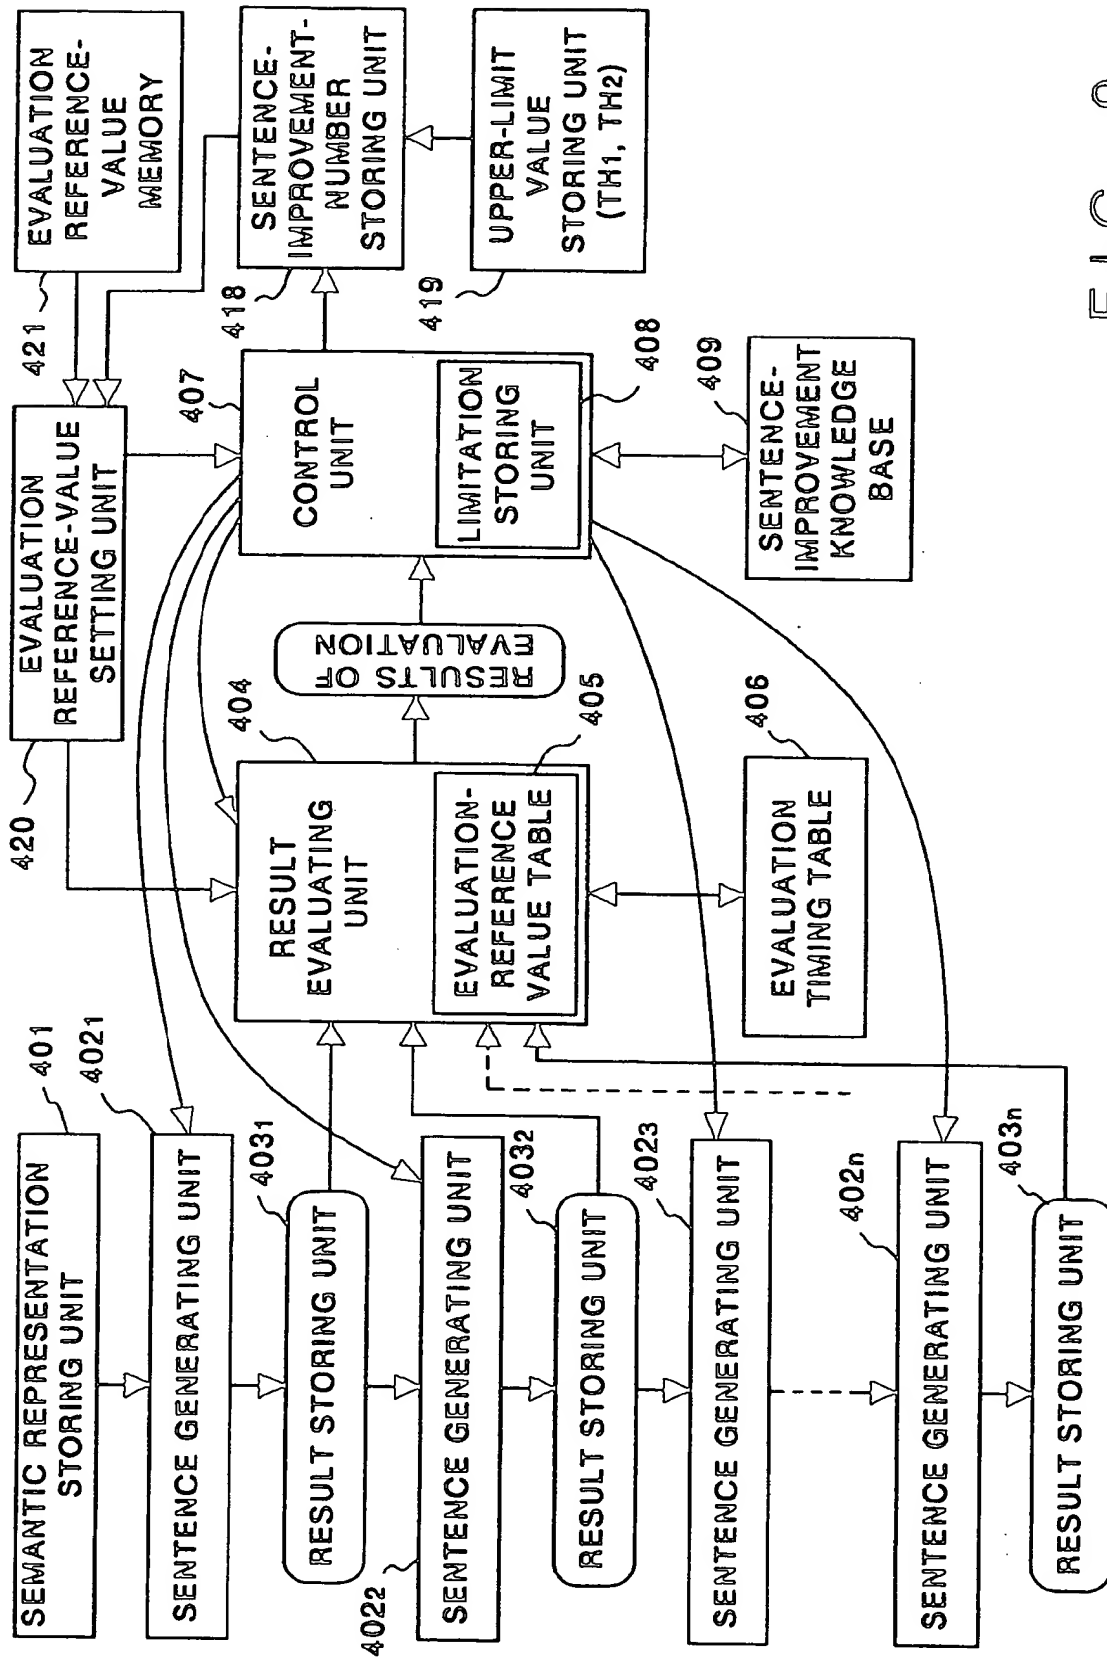 SEMANTIC REPRESENTATION
STORING UNIT
401
SENTENCE GENERATING UNIT
4021
RESULT STORING UNIT
4031
SENTENCE GENERATING UNIT
4022
RESULT STORING UNIT
4032
SENTENCE GENERATING UNIT
4023
SENTENCE GENERATING UNIT
402n
RESULT STORING UNIT
403n
RESULT
EVALUATING
UNIT
404
EVALUATION-
REFERENCE
VALUE TABLE
405
EVALUATION
TIMING TABLE
406
RESULTS OF
EVALUATION
EVALUATION
REFERENCE-VALUE
SETTING UNIT
420
CONTROL
UNIT
407
LIMITATION
STORING
UNIT
408
SENTENCE-
IMPROVEMENT
KNOWLEDGE
BASE
409
EVALUATION
REFERENCE-
VALUE
MEMORY
421
SENTENCE-
IMPROVEMENT-
NUMBER
STORING UNIT
418
UPPER-LIMIT
VALUE
STORING UNIT
(TH1, TH2)
419
FIG.